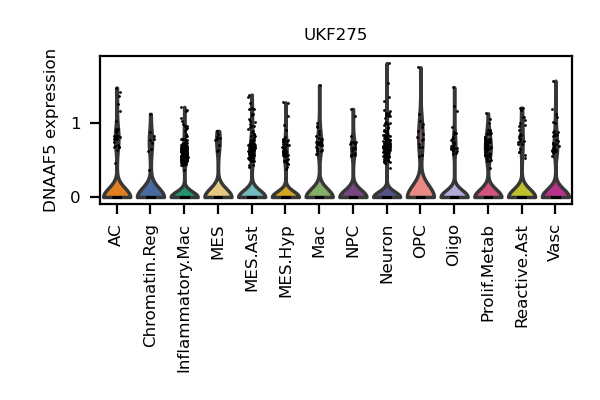 UKF275
DNAAF5 expression
1
0
AC
Chromatin.Reg
Inflammatory.Mac
MES
MES.Ast
MES.Hyp
Mac
NPC
Neuron
OPC
Oligo
Prolif.Metab
Reactive.Ast
Vasc